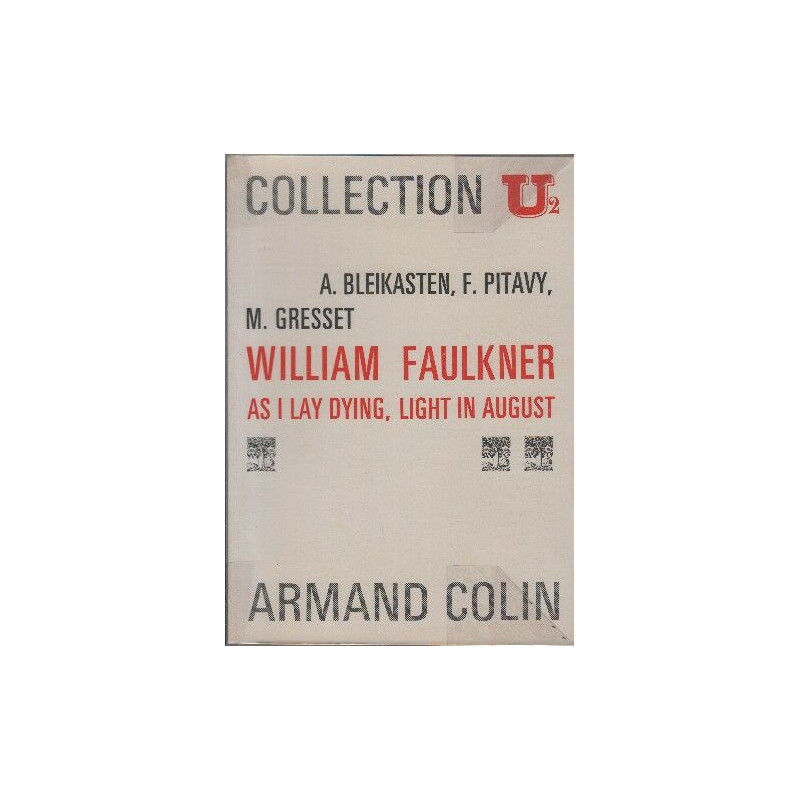 COLLECTION U2
A. BLEIKASTEN, F. PITAVY,
M. GRESSET
WILLIAM FAULKNER
AS I LAY DYING, LIGHT IN AUGUST
ARMAND COLIN